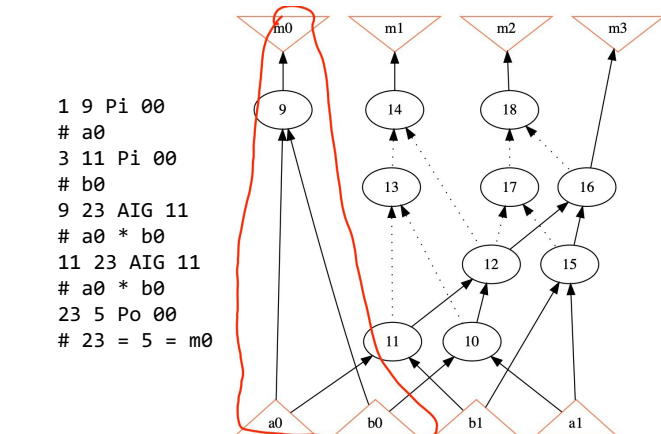 1 9 Pi 00
# a0
3 11 Pi 00
# b0
9 23 AIG 11
# a0 * b0
11 23 AIG 11
# a0 * b0
23 5 Po 00
# 23 = 5 = m0
m0 m1 m2 m3
9 14 18
13 17 16
12 15
11 10
a0 b0 b1 a1